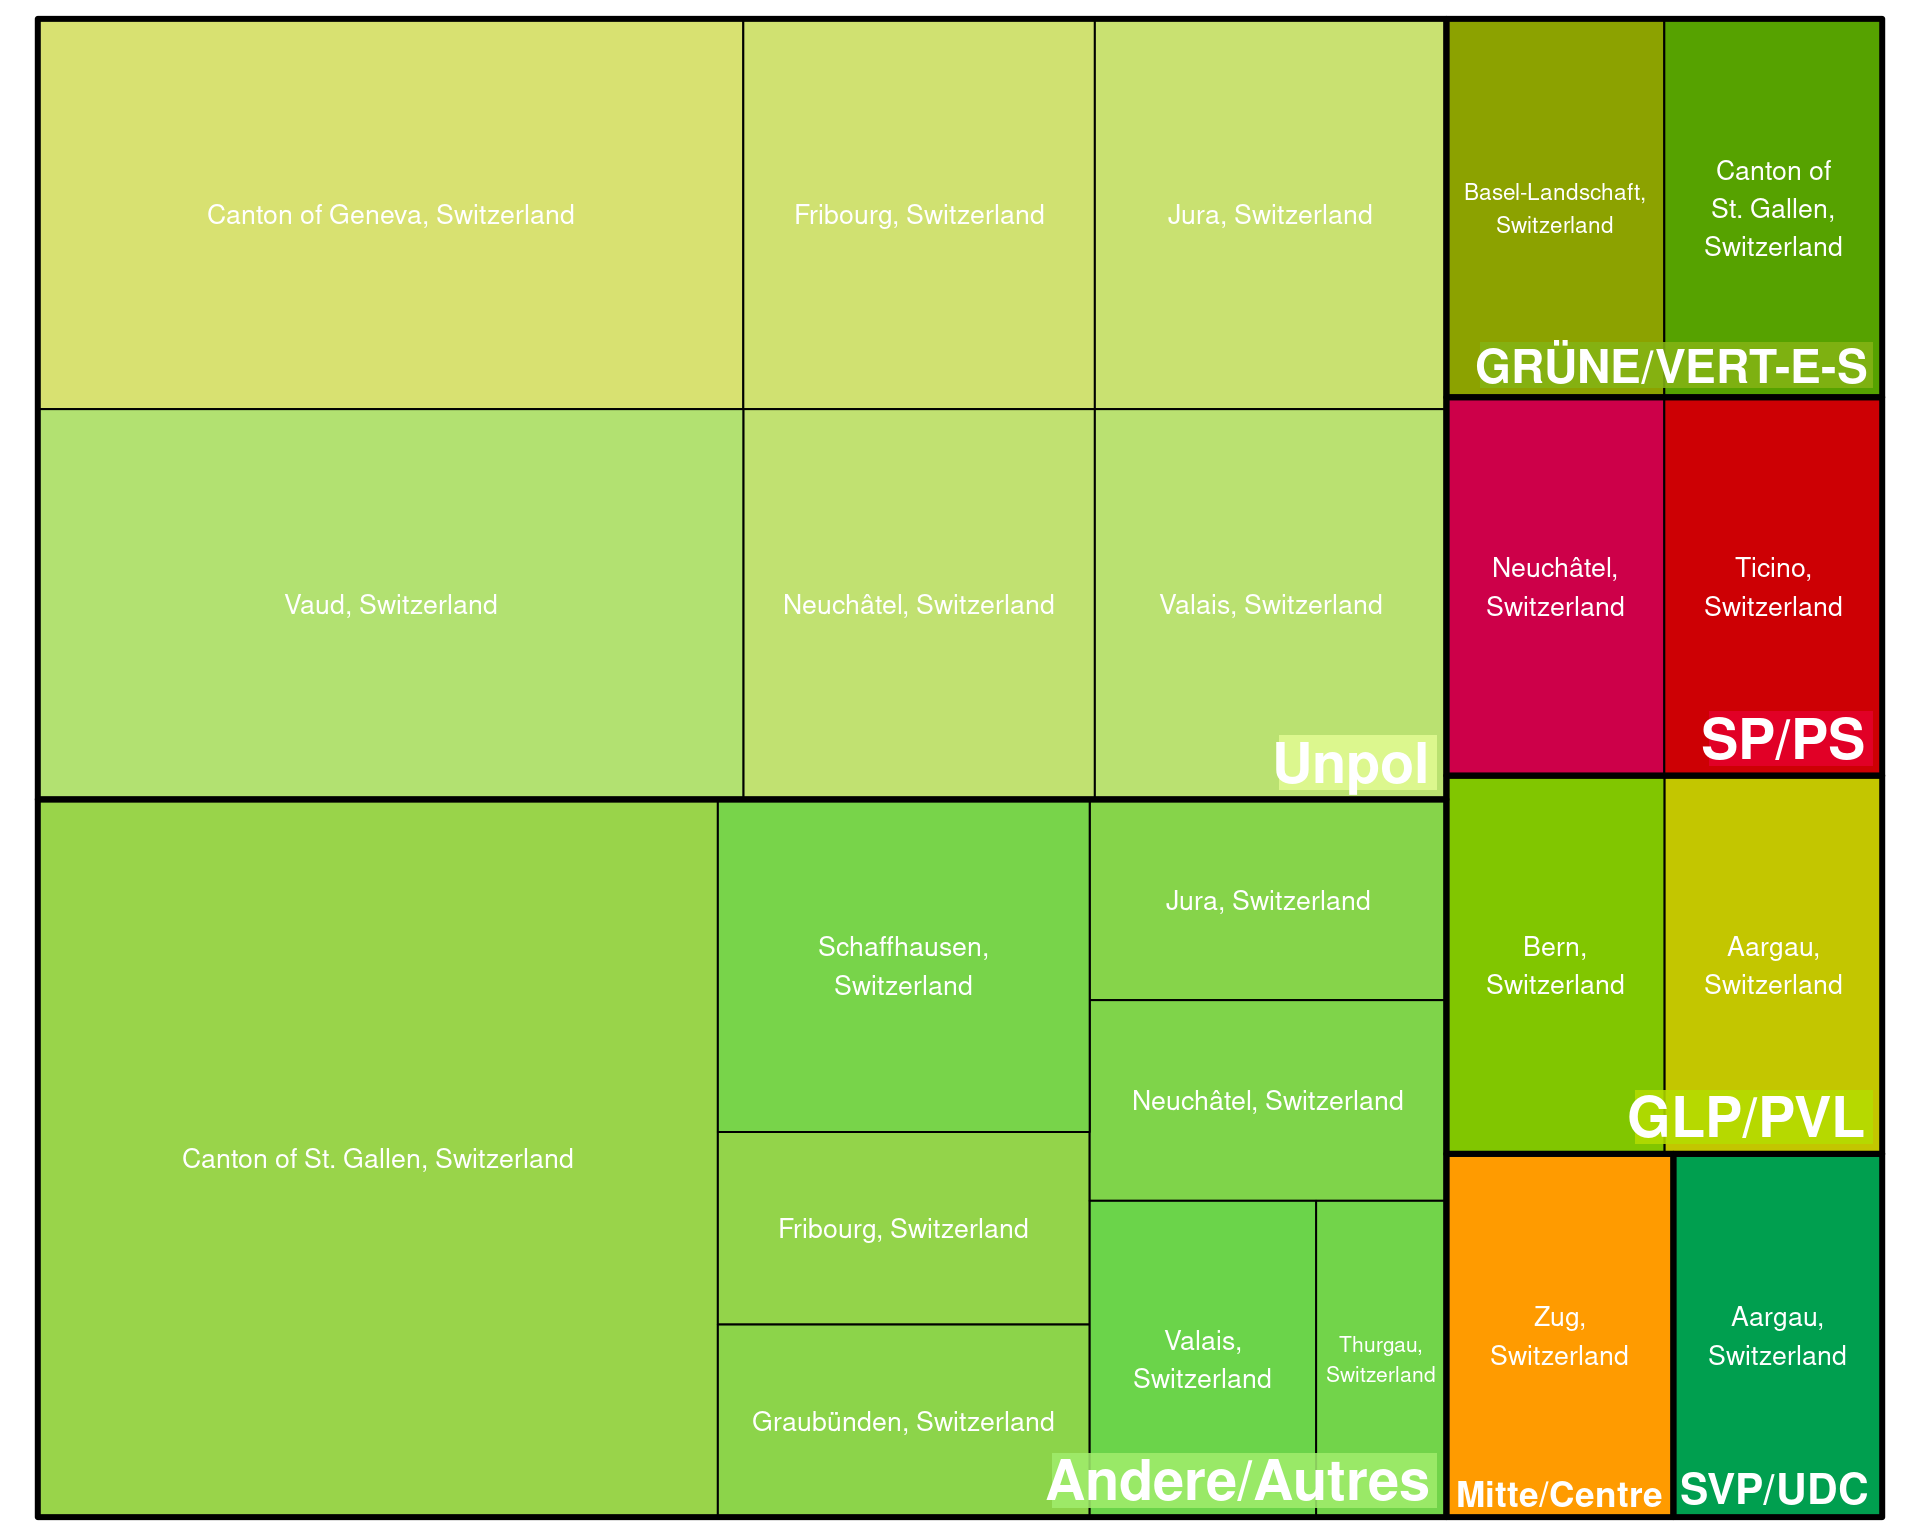 Canton of Geneva, Switzerland
Fribourg, Switzerland
Jura, Switzerland
Vaud, Switzerland
Neuchâtel, Switzerland
Valais, Switzerland
Unpol
Canton of St. Gallen, Switzerland
Schaffhausen,
Switzerland
Fribourg, Switzerland
Graubünden, Switzerland
Jura, Switzerland
Neuchâtel, Switzerland
Valais,
Switzerland
Thurgau,
Switzerland
Andere/Autres
Basel-Landschaft,
Switzerland
Canton of
St. Gallen,
Switzerland
GRÜNE/VERT-E-S
Neuchâtel,
Switzerland
Ticino,
Switzerland
SP/PS
Bern,
Switzerland
Aargau,
Switzerland
GLP/PVL
Zug,
Switzerland
Mitte/Centre
Aargau,
Switzerland
SVP/UDC